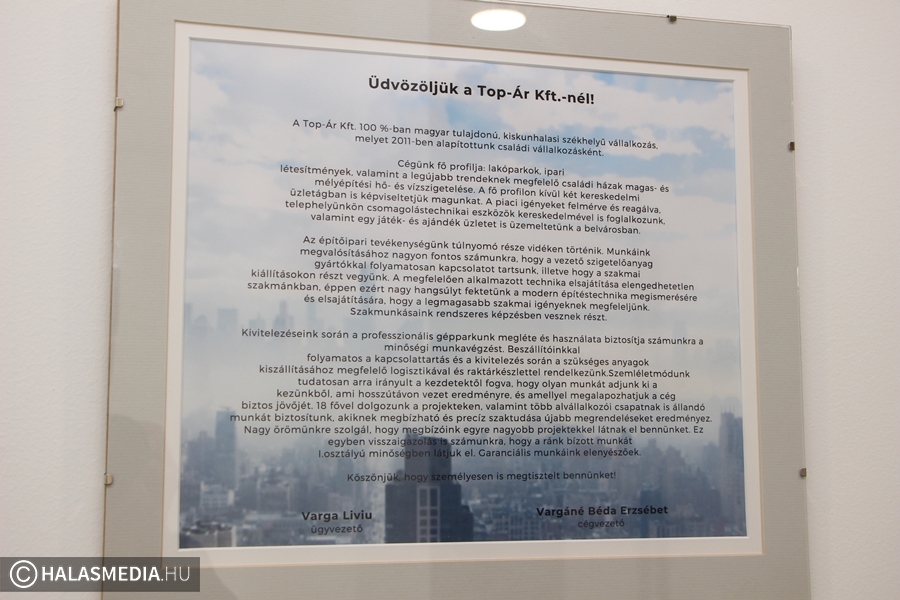 Üdvözöljük a Top-Ár Kft.-nél!
A Top-Ár Kft. 100 %-ban magyar tulajdonú, kiskunhalasi székhelyű vállalkozás,
melyet 2011-ben alapítottunk családi vállalkozásként.
Cégünk fő profilja: lakóparkok, ipari
létesítmények, valamint a legújabb trendeknek megfelelő családi házak magas- és
mélyépítési hő- és vízszigetelése. A fő profilon kívül két kereskedelmi
üzletágban is képviseltetjük magunkat. A piaci igényeket felmérve és reagálva,
telephelyünkön csomagolástechnikai eszközök kereskedelmével is foglalkozunk,
valamint egy játék- és ajándék üzletet is üzemeltetünk a belvárosban.
Az építőipari tevékenységünk túlnyomó része vidéken történik. Munkáink
megvalósításához nagyon fontos számunkra, hogy a vezető szigetelőanyag
gyártókkal folyamatosan kapcsolatot tartsunk, illetve hogy a szakmai
kiállításokon részt vegyünk. A megfelelően alkalmazott technika elsajátítása elengedhetetlen
szakmánkban, éppen ezért nagy hangsúlyt fektetünk a modern építéstechnika megismerésére
és elsajátítására, hogy a legmagasabb szakmai igényeknek megfeleljünk.
Szakmunkásaink rendszeres képzésben vesznek részt.
Kivitelezéseink során a professzionális gépparkunk megléte és használata biztosítja számunkra a
minőségi munkavégzést. Beszállítóinkkal
folyamatos a kapcsolattartás és a kivitelezés során a szükséges anyagok
kiszállításához megfelelő logisztikával és raktárkészlettel rendelkezünk.Szemléletmódunk
tudatosan arra irányult a kezdetektől fogva, hogy olyan munkát adjunk ki a
kezünkből, ami hosszútávon vezet eredményre, és amellyel megalapozhatjuk a cég
biztos jövőjét. 18 fővel dolgozunk a projekteken, valamint több alvállalkozói csapatnak is állandó
munkát biztosítunk, akiknek megbízható és precíz szaktudása újabb megrendeléseket eredményez.
Nagy örömünkre szolgál, hogy megbízóink egyre nagyobb projektekkel látnak el bennünket. Ez
egyben visszaigazolás is számunkra, hogy a ránk bízott munkát
I.osztályú minőségben látjuk el. Garanciális munkáink elenyészőek.
Köszönjük, hogy személyesen is megtisztelt bennünket!
Varga Liviu
ügyvezető
Vargáné Béda Erzsébet
cégvezető
© HALASMEDIA.HU